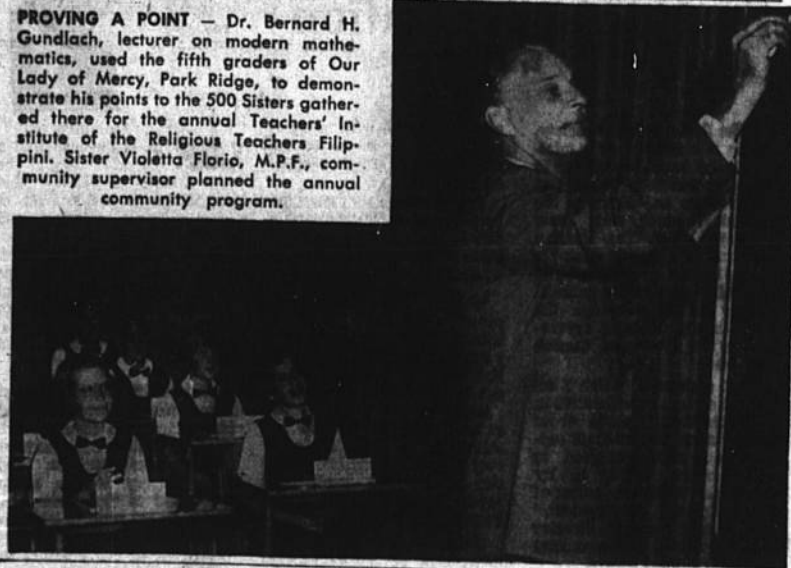 PROVING A POINT — Dr. Bernard H.
Gundlach, lecturer on modern mathe-
matics, used the fifth graders of Our
Lady of Mercy, Park Ridge, to demon-
strate his points to the 500 Sisters gather-
ed there for the annual Teachers' In-
stitute of the Religious Teachers Filip-
pini. Sister Violetta Florio, M.P.F., com-
munity supervisor planned the annual
community program.